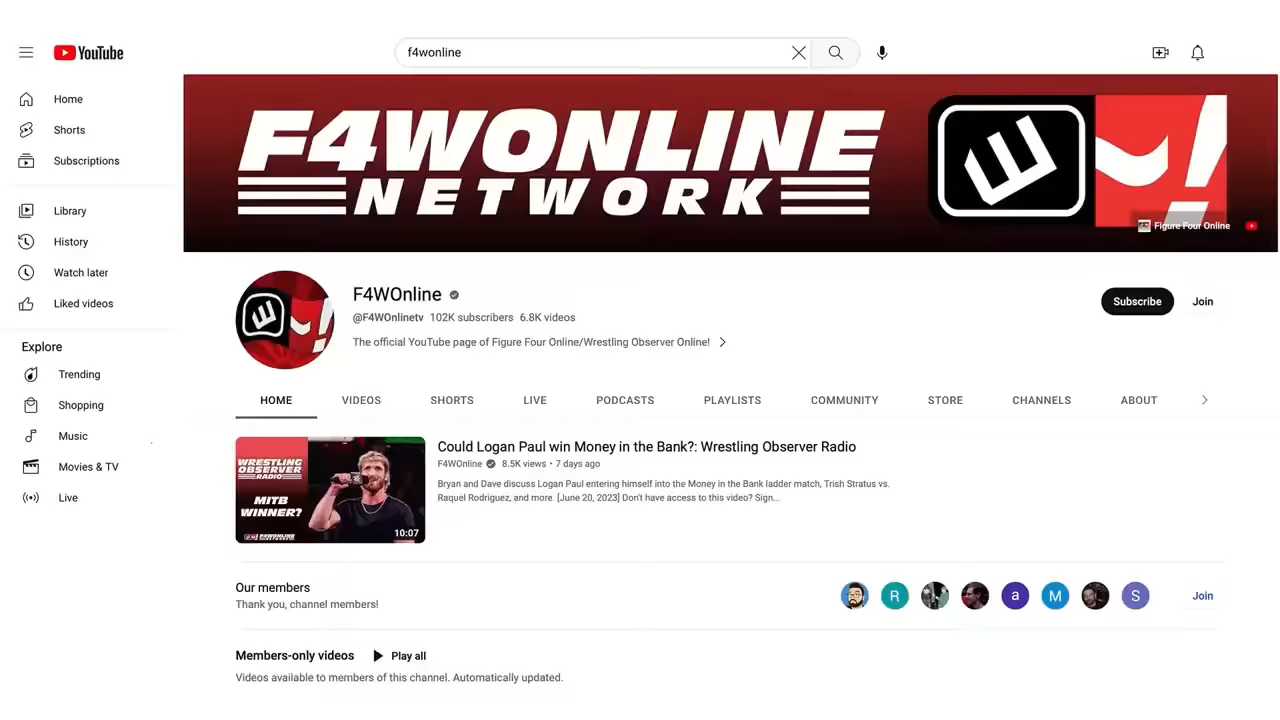 YouTube
f4wonline
Home
Shorts
Subscriptions
Library
History
Watch later
Liked videos
Explore
Trending
Shopping
Music
Movies & TV
Live
F4WONLINE
NETWORK
Figure Four Online
F4WOnline
@F4WOnlinetv 102K subscribers 6.8K videos
The official YouTube page of Figure Four Online/Wrestling Observer Online!
Subscribe
Join
HOME VIDEOS SHORTS LIVE PODCASTS PLAYLISTS COMMUNITY STORE CHANNELS ABOUT
WRESTLING
OBSERVER
RADIO
MITB
WINNER?
F4WONLINE
NETWORK
10:07
Could Logan Paul win Money in the Bank?: Wrestling Observer Radio
F4WOnline 8.5K views • 7 days ago
Bryan and Dave discuss Logan Paul entering himself into the Money in the Bank ladder match, Trish Stratus vs.
Raquel Rodriguez, and more. [June 20, 2023] Don't have access to this video? Sign...
Our members
Thank you, channel members!
R a M S
Join
Members-only videos Play all
Videos available to members of this channel. Automatically updated.